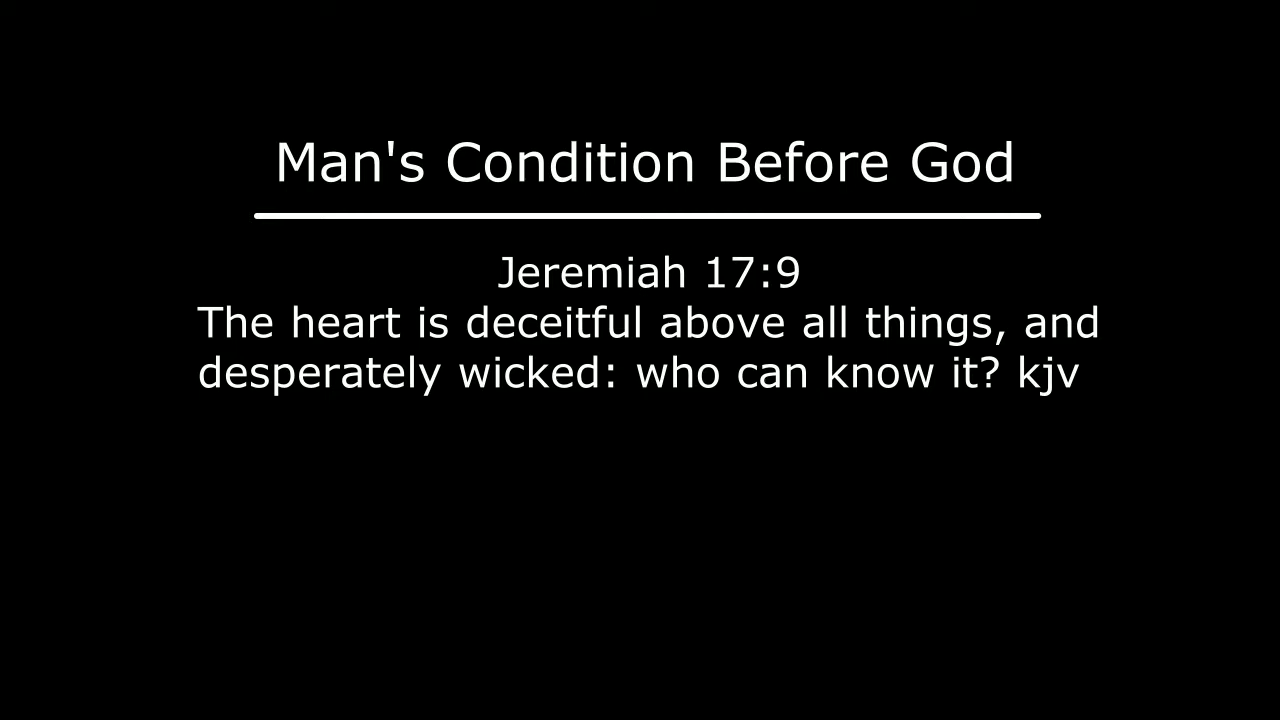 Man's Condition Before God
Jeremiah 17:9
The heart is deceitful above all things, and
desperately wicked: who can know it? kjv